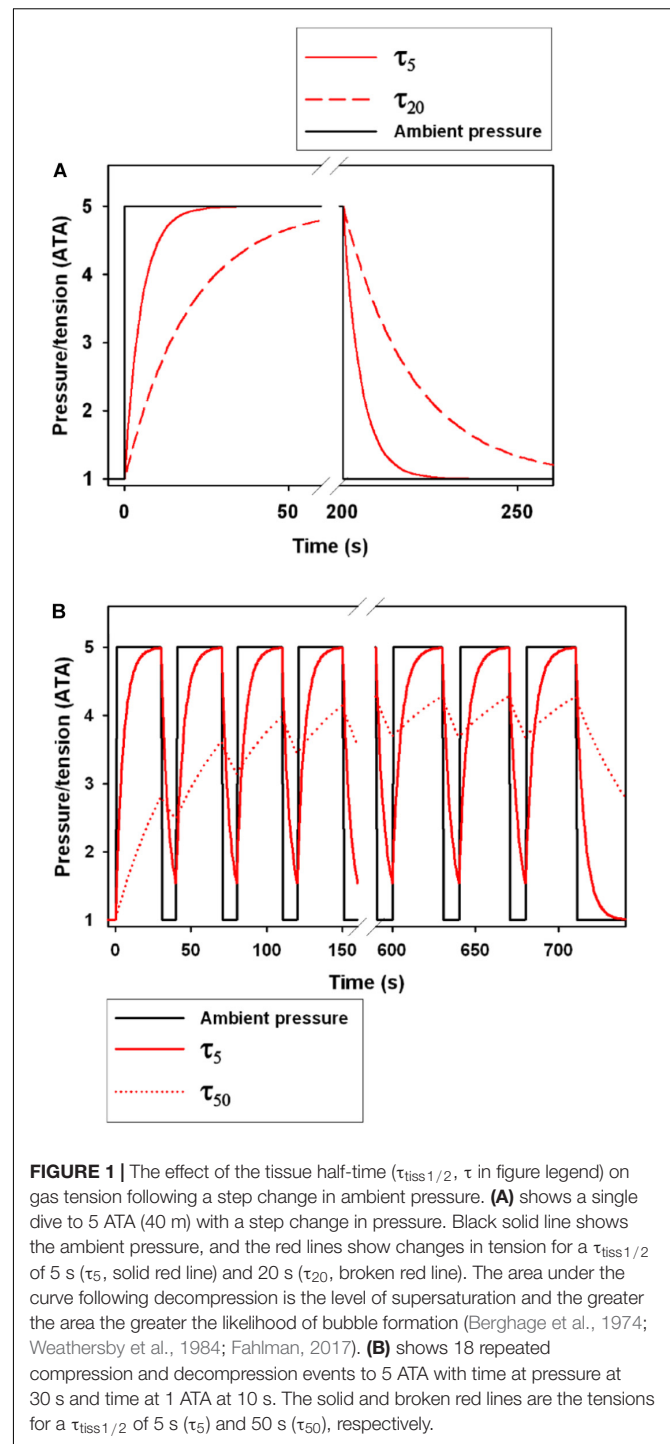 τ5
τ20
Ambient pressure
A
5
4
3
2
1
Pressure/tension (ATA)
0 50 200 250
Time (s)
B
5
4
3
2
1
Pressure/tension (ATA)
0 50 100 150 600 650 700
Time (s)
Ambient pressure
τ5
τ50
FIGURE 1 | The effect of the tissue half-time (τtiss1/2, τ in figure legend) on
gas tension following a step change in ambient pressure. (A) shows a single
dive to 5 ATA (40 m) with a step change in pressure. Black solid line shows
the ambient pressure, and the red lines show changes in tension for a τtiss1/2
of 5 s (τ5, solid red line) and 20 s (τ20, broken red line). The area under the
curve following decompression is the level of supersaturation and the greater
the area the greater the likelihood of bubble formation (Berghage et al., 1974;
Weathersby et al., 1984; Fahlman, 2017). (B) shows 18 repeated
compression and decompression events to 5 ATA with time at pressure at
30 s and time at 1 ATA at 10 s. The solid and broken red lines are the tensions
for a τtiss1/2 of 5 s (τ5) and 50 s (τ50), respectively.